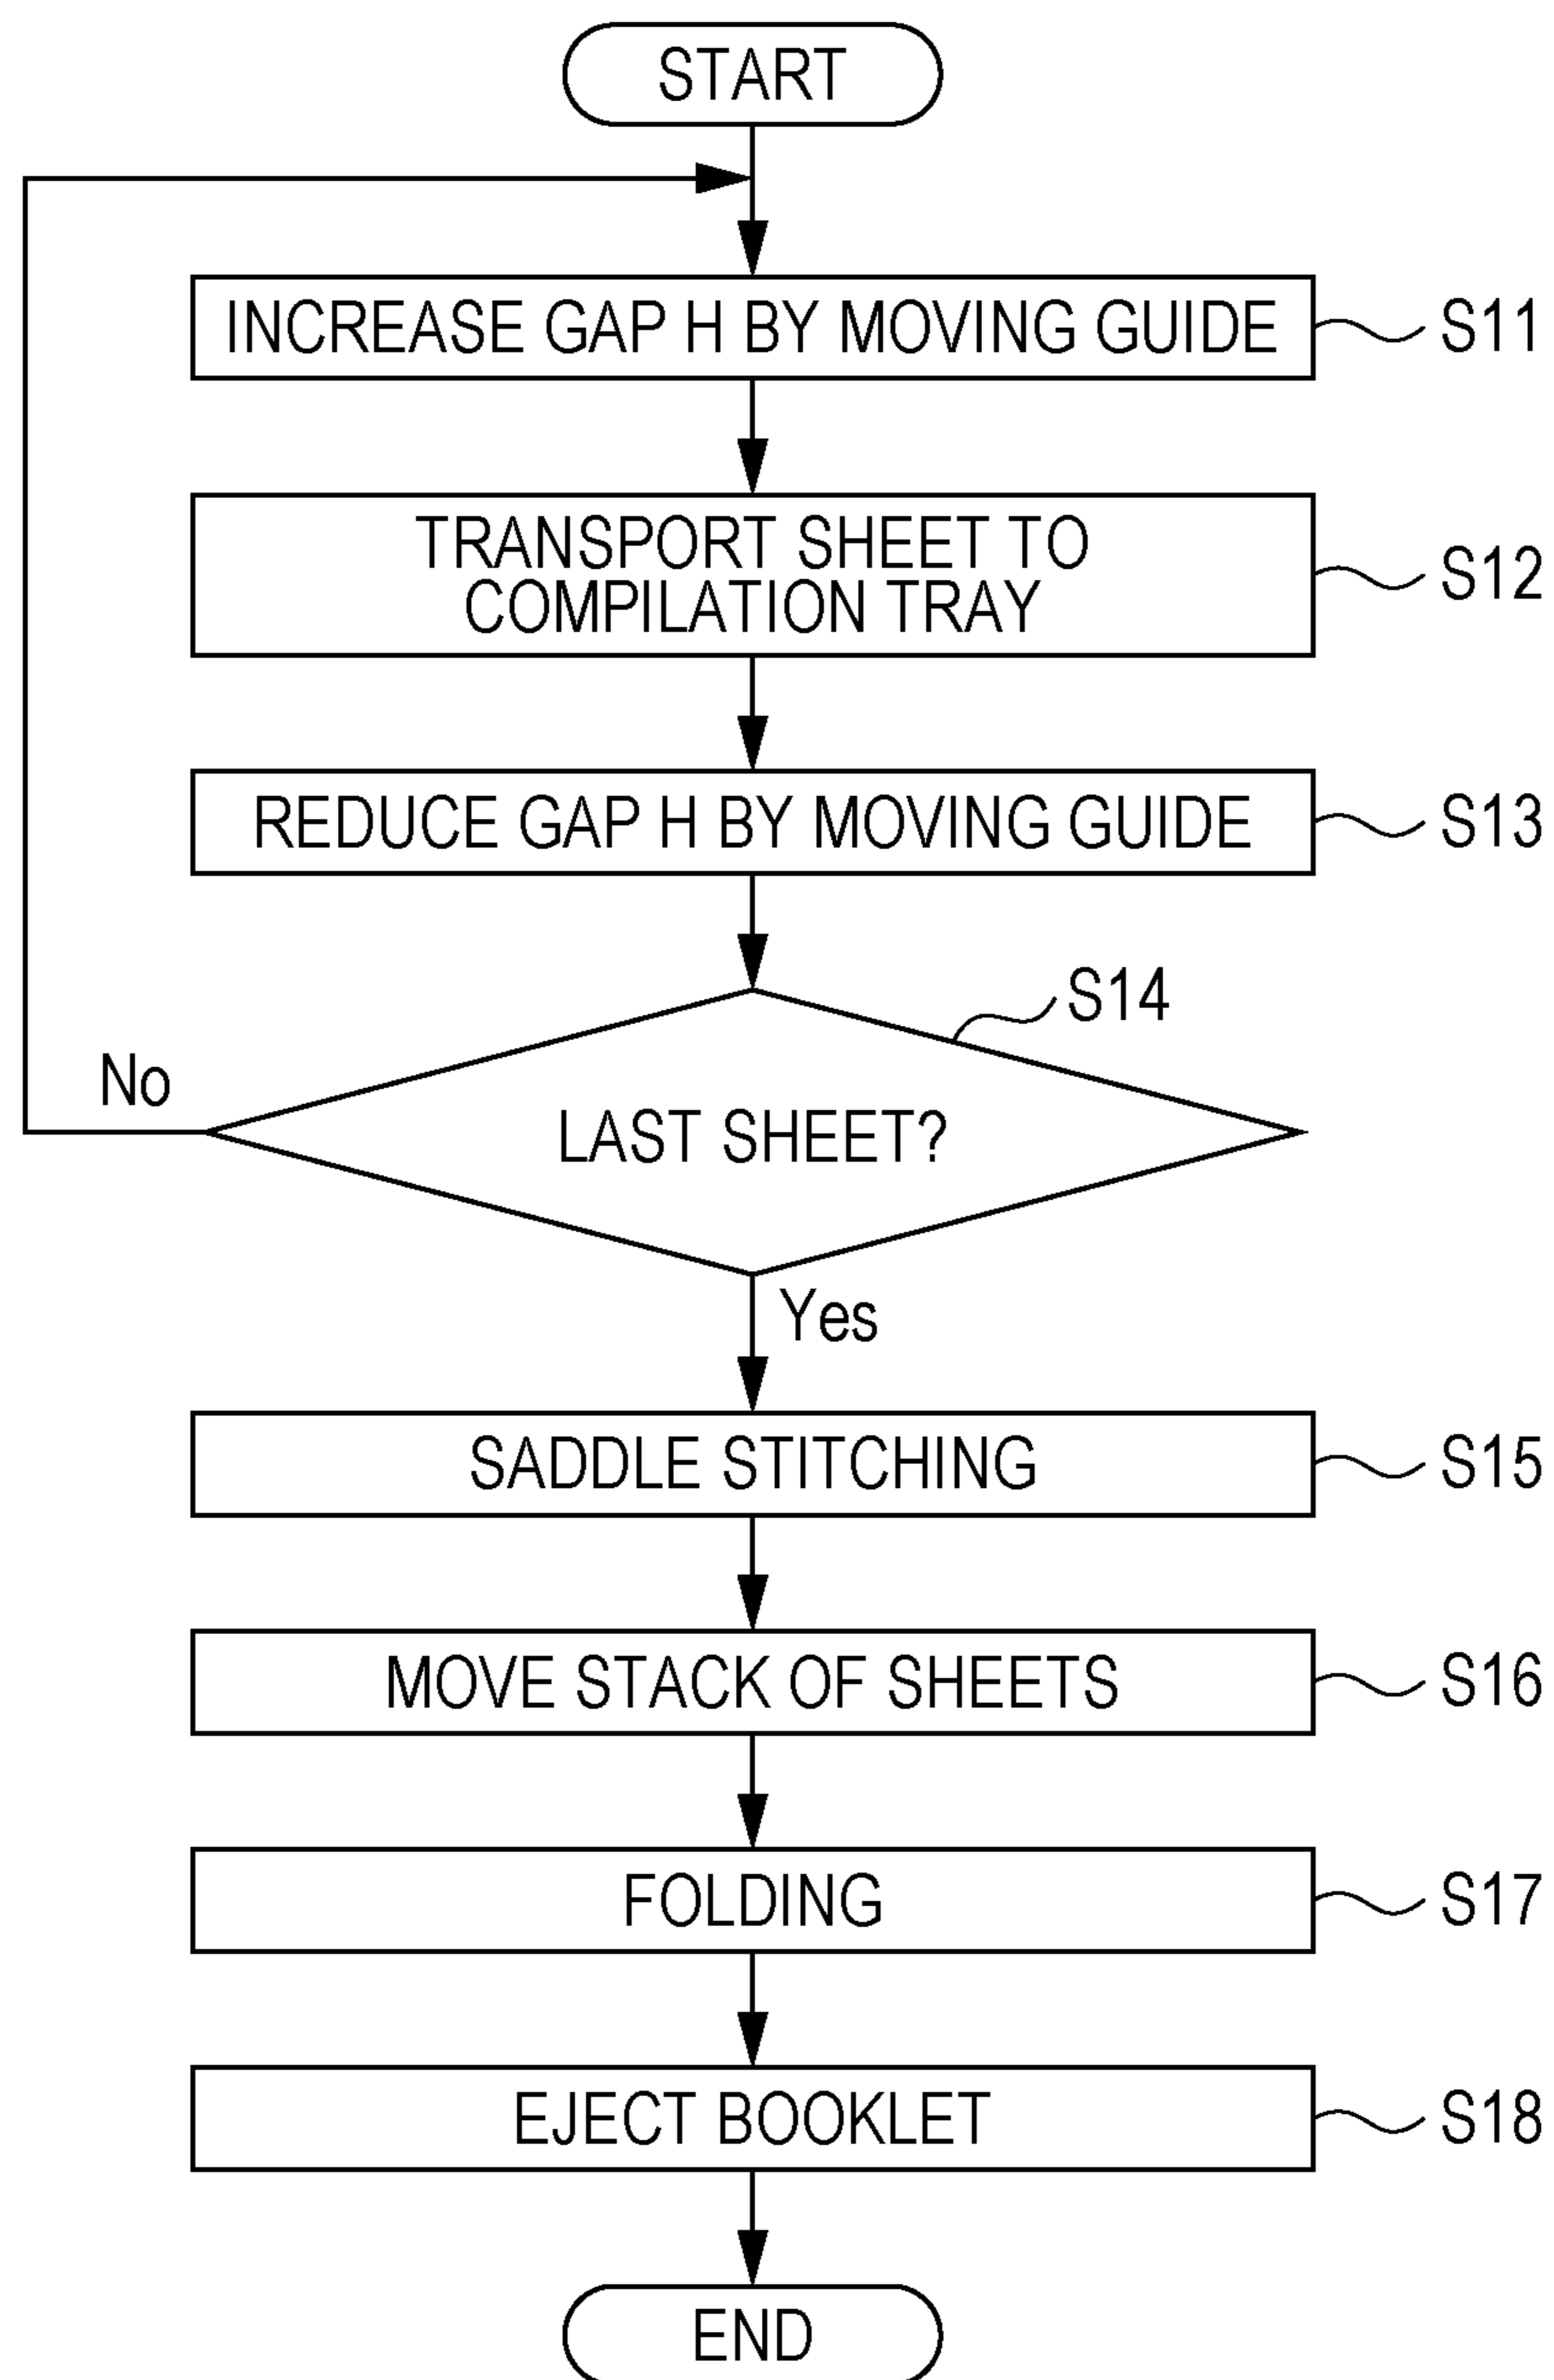 START
INCREASE GAP H BY MOVING GUIDE
S11
TRANSPORT SHEET TO
COMPILATION TRAY
S12
REDUCE GAP H BY MOVING GUIDE
S13
S14
No
LAST SHEET?
Yes
SADDLE STITCHING
S15
MOVE STACK OF SHEETS
S16
FOLDING
S17
EJECT BOOKLET
S18
END